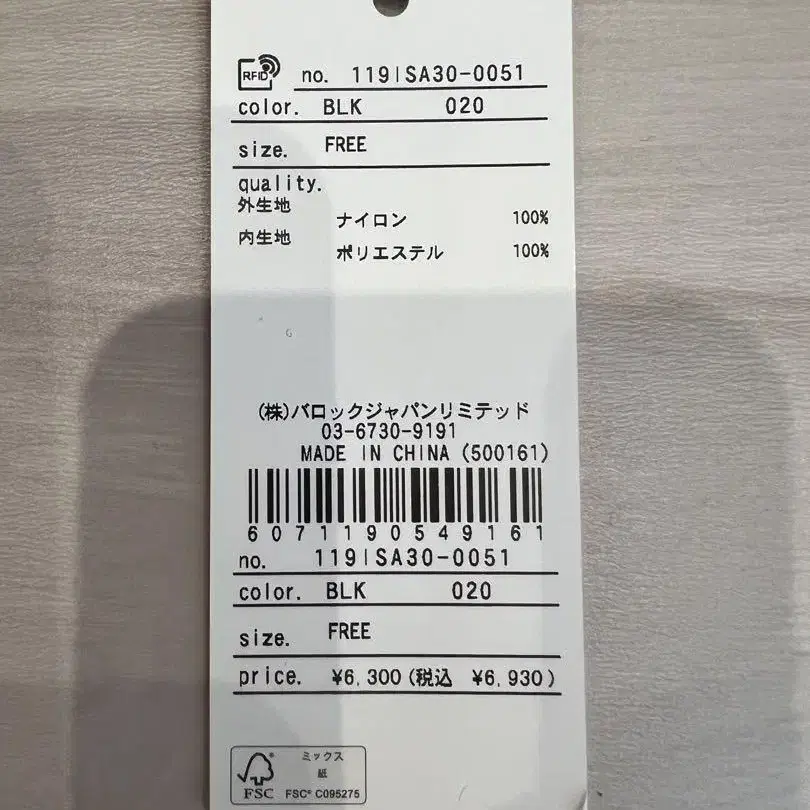 RFID no. 119ISA30-0051
color. BLK 020
size. FREE
quality.
外生地 ナイロン 100%
内生地 ポリエステル 100%
(株)バロックジャパンリミテッド
03-6730-9191
MADE IN CHINA (500161)
6071190549161
no. 119ISA30-0051
color. BLK 020
size. FREE
price. ¥6,300(税込 ¥6,930)
ミックス
紙
FSC® C095275
FSC